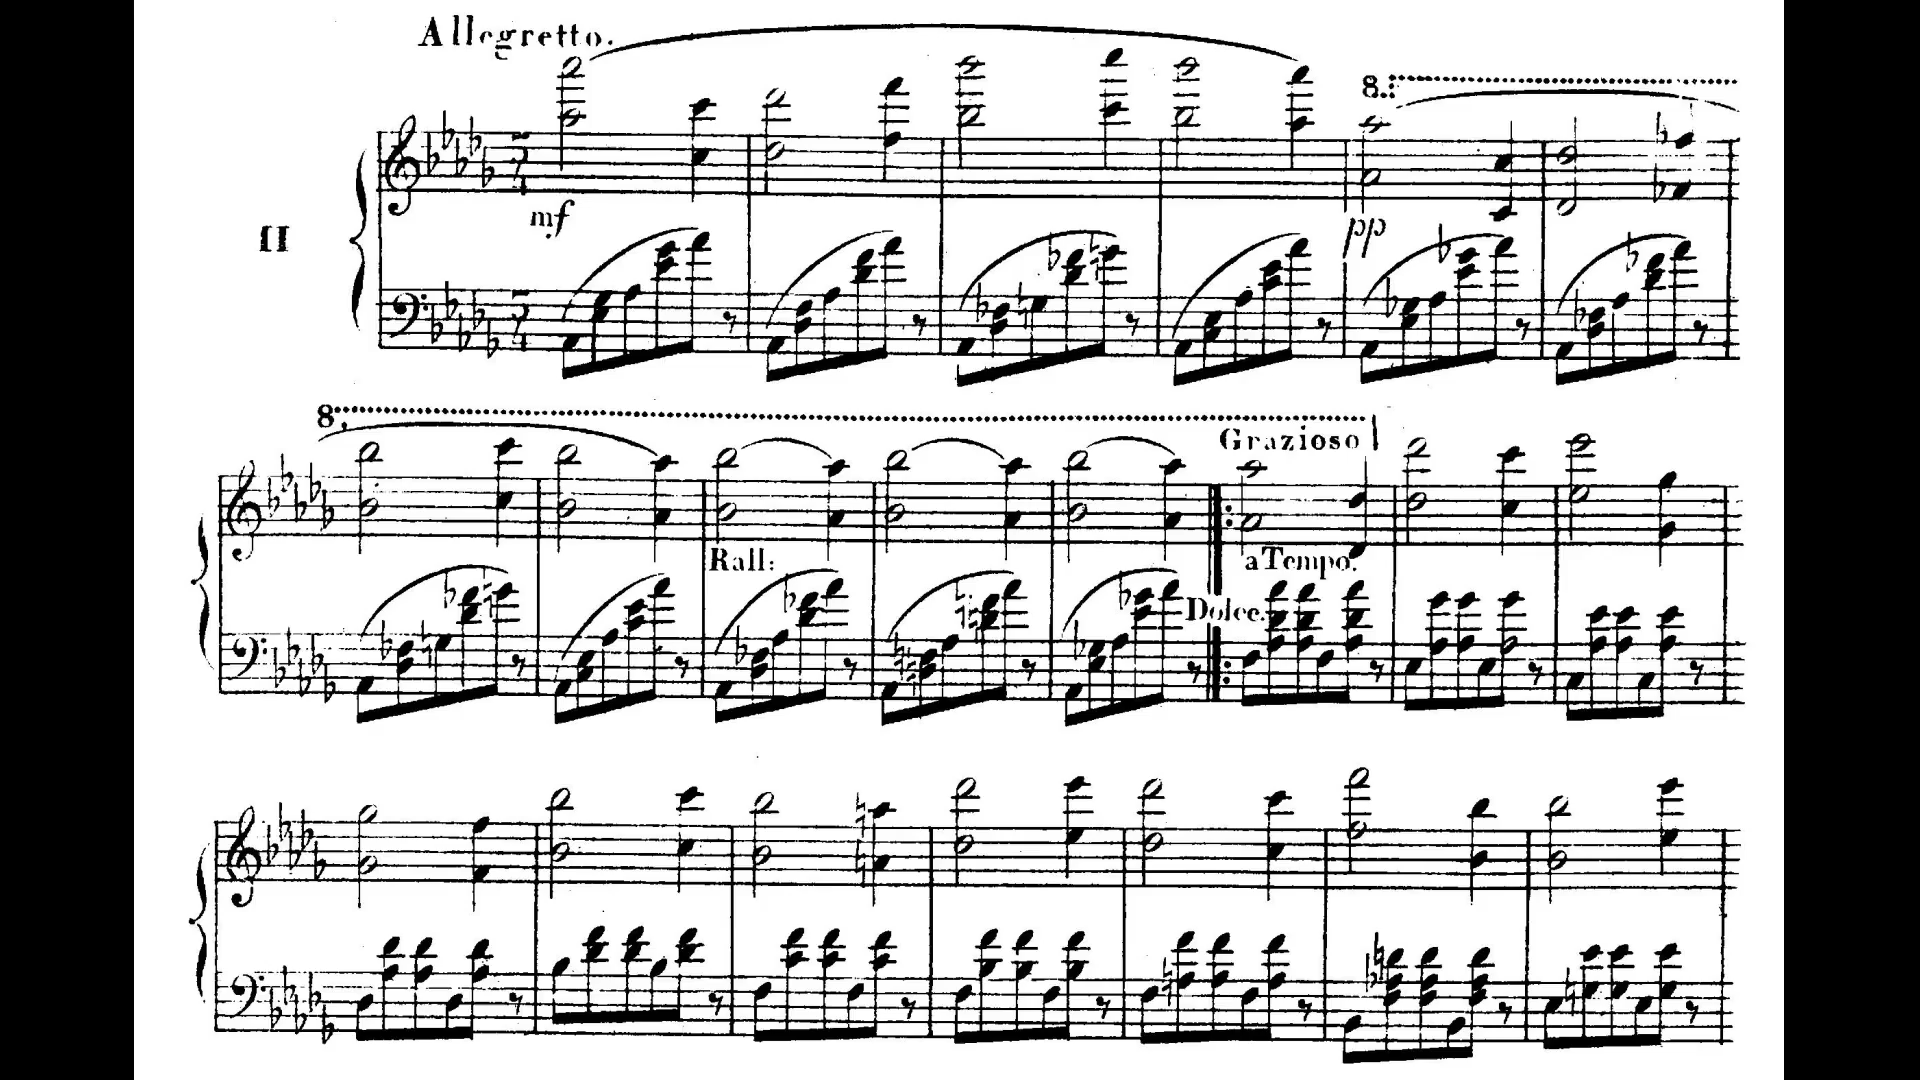 Allegretto.
8.
II
mf
pp
8.
Grazioso
Rall:
a Tempo.
Dolce.